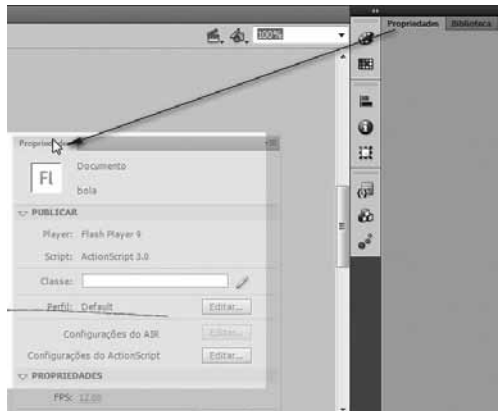 100%
Propriedades Biblioteca
Fl
Documento
bola
PUBLICAR
Player: Flash Player 9
Script: ActionScript 3.0
Classe:
Perfil: Default Editar...
Configurações do AIR Editar...
Configurações do ActionScript Editar...
PROPRIEDADES
FPS: 12.00